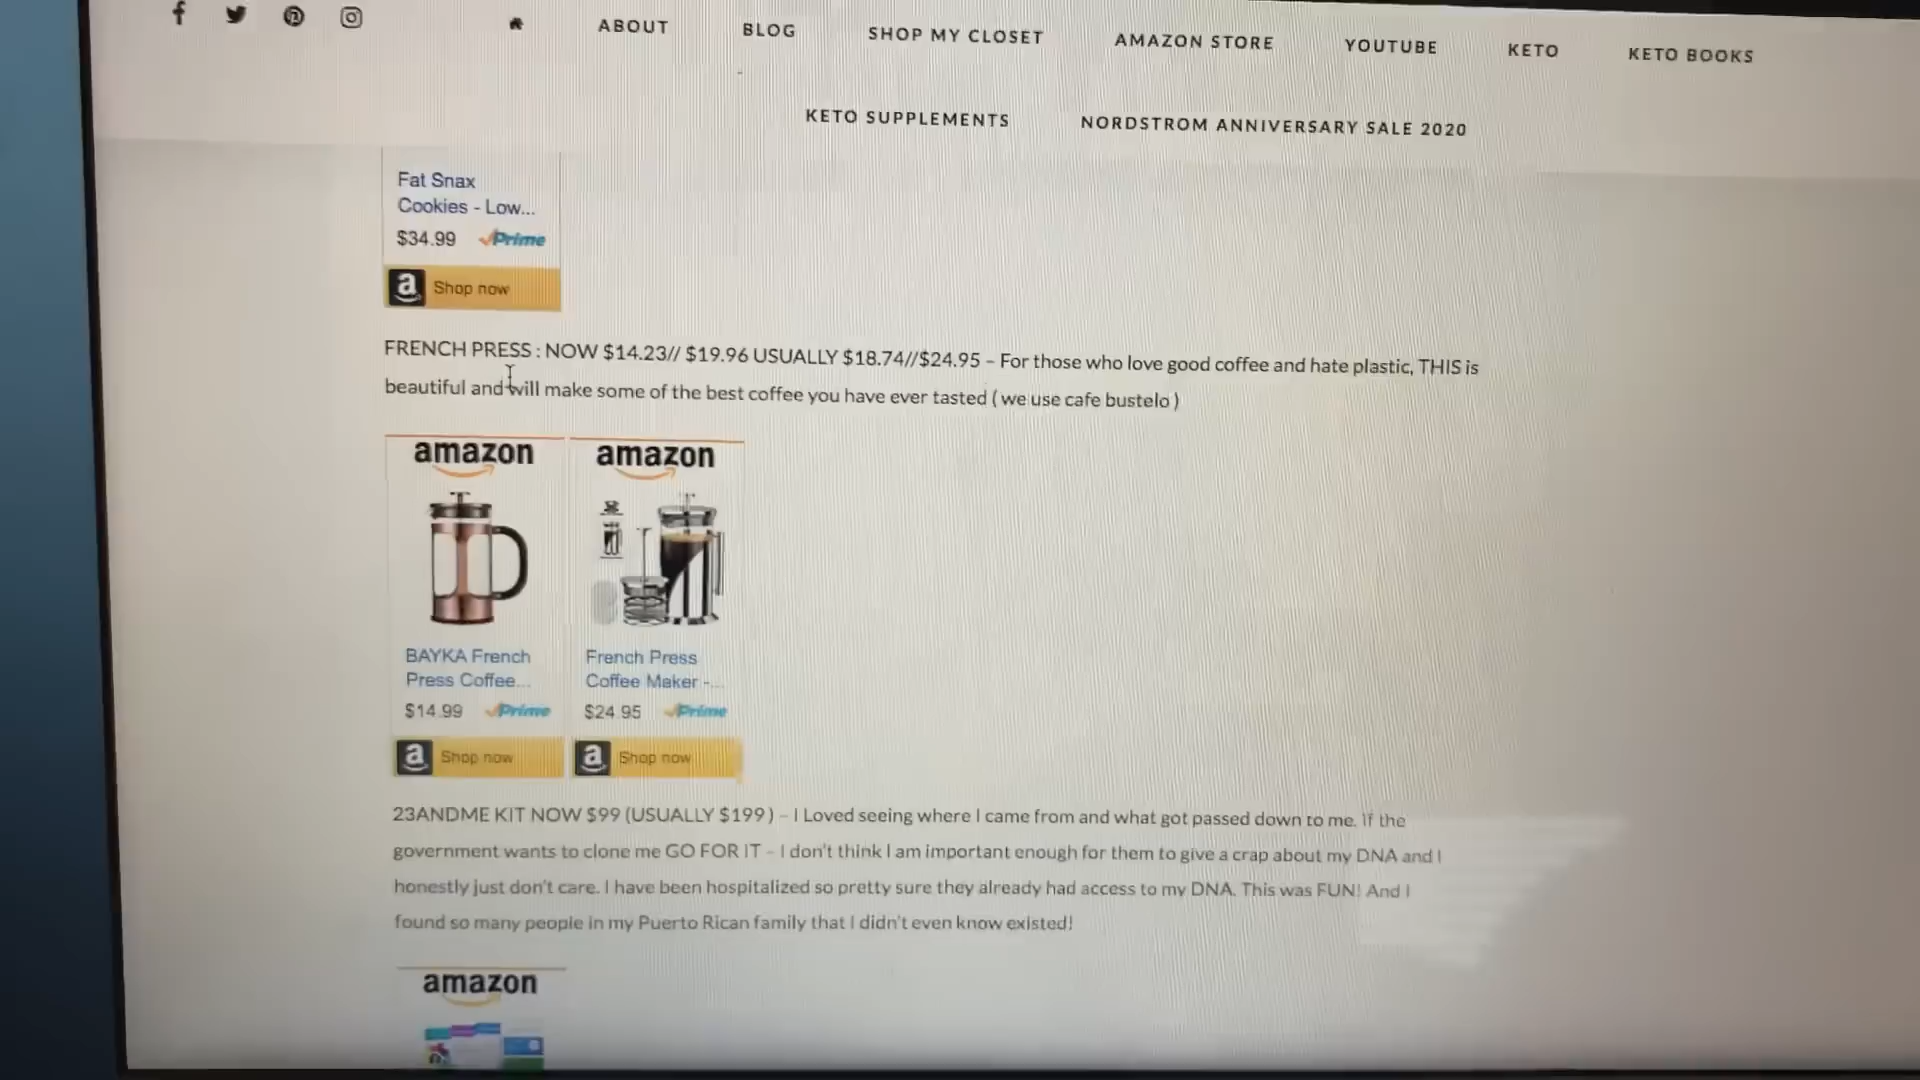 ABOUT BLOG SHOP MY CLOSET AMAZON STORE YOUTUBE KETO KETO BOOKS
KETO SUPPLEMENTS NORDSTROM ANNIVERSARY SALE 2020
Fat Snax
Cookies - Low...
$34.99 Prime
a Shop now
FRENCH PRESS : NOW $14.23// $19.96 USUALLY $18.74//$24.95 – For those who love good coffee and hate plastic, THIS is
beautiful and will make some of the best coffee you have ever tasted ( we use cafe bustelo )
amazon amazon
BAYKA French
Press Coffee...
$14.99 Prime
a Shop now
French Press
Coffee Maker -...
$24.95 Prime
a Shop now
23ANDME KIT NOW $99 (USUALLY $199 ) – I Loved seeing where I came from and what got passed down to me. If the
government wants to clone me GO FOR IT – I don't think I am important enough for them to give a crap about my DNA and I
honestly just don't care. I have been hospitalized so pretty sure they already had access to my DNA. This was FUN! And I
found so many people in my Puerto Rican family that I didn't even know existed!
amazon